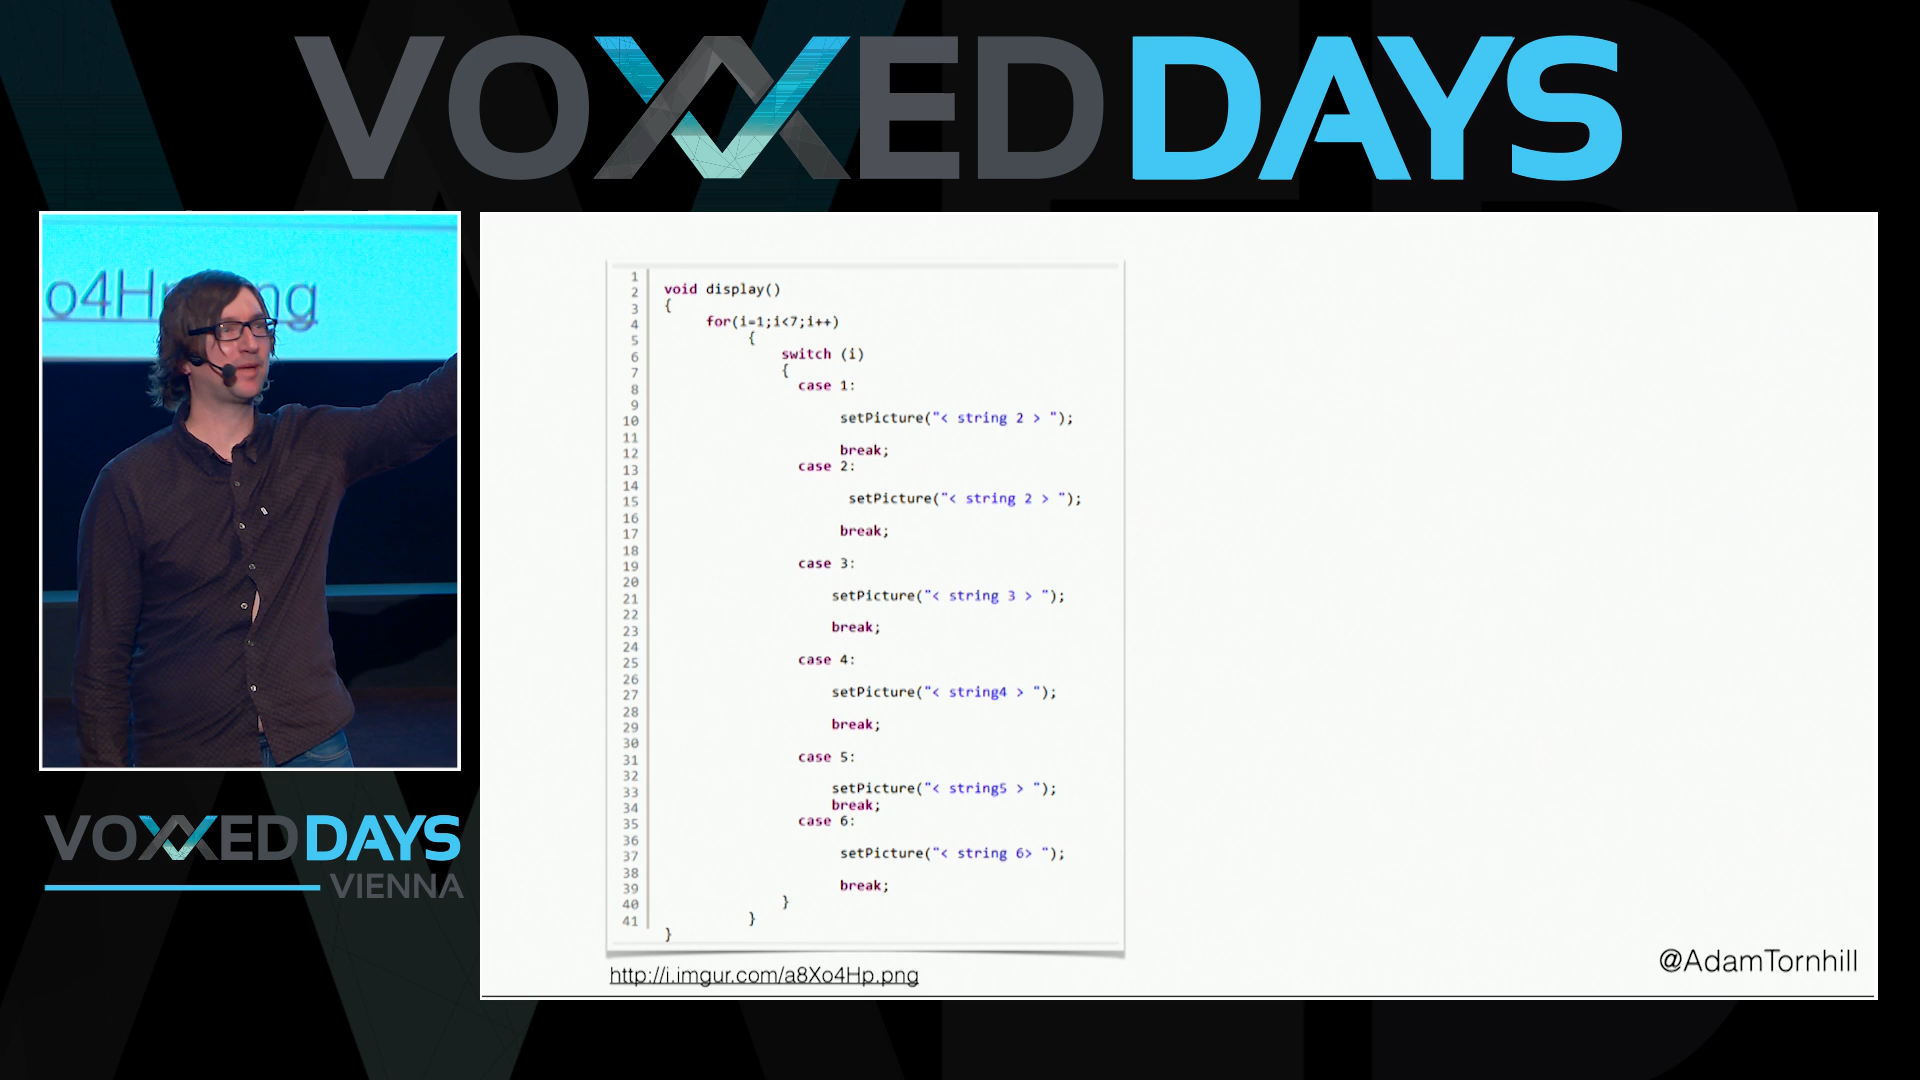 VOXXED DAYS
o4Hp.png
VOXXED DAYS
VIENNA
1
2 void display()
3 {
4 for(i=1;i<7;i++)
5 {
6 switch (i)
7 {
8 case 1:
9
10 setPicture("< string 2 > ");
11
12 break;
13 case 2:
14
15 setPicture("< string 2 > ");
16
17 break;
18
19 case 3:
20
21 setPicture("< string 3 > ");
22
23 break;
24
25 case 4:
26
27 setPicture("< string4 > ");
28
29 break;
30
31 case 5:
32
33 setPicture("< string5 > ");
34 break;
35 case 6:
36
37 setPicture("< string 6> ");
38
39 break;
40 }
41 }
}
http://i.imgur.com/a8Xo4Hp.png
@AdamTornhill